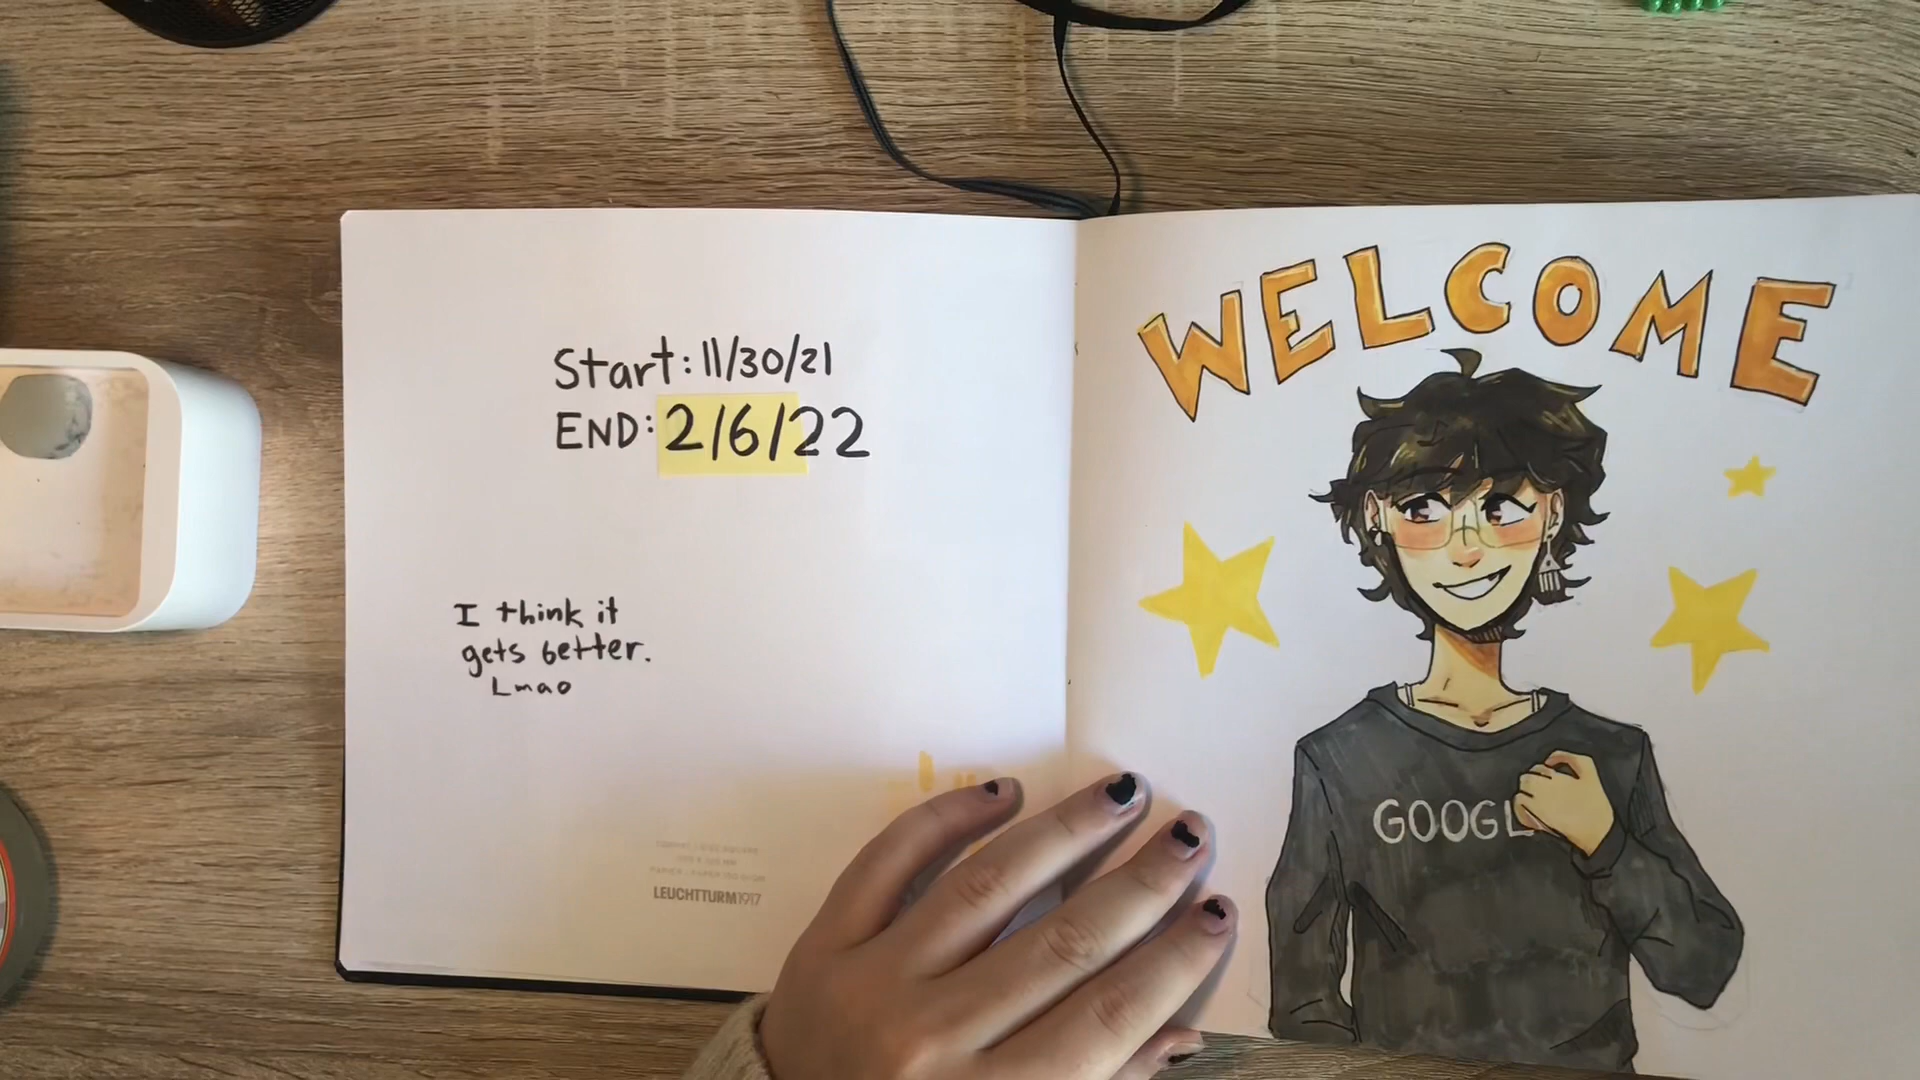 Start: 11/30/21
END: 2/6/22
I think it
gets better.
Lmao
LEUCHTTURM1917
WELCOME
GOOGL